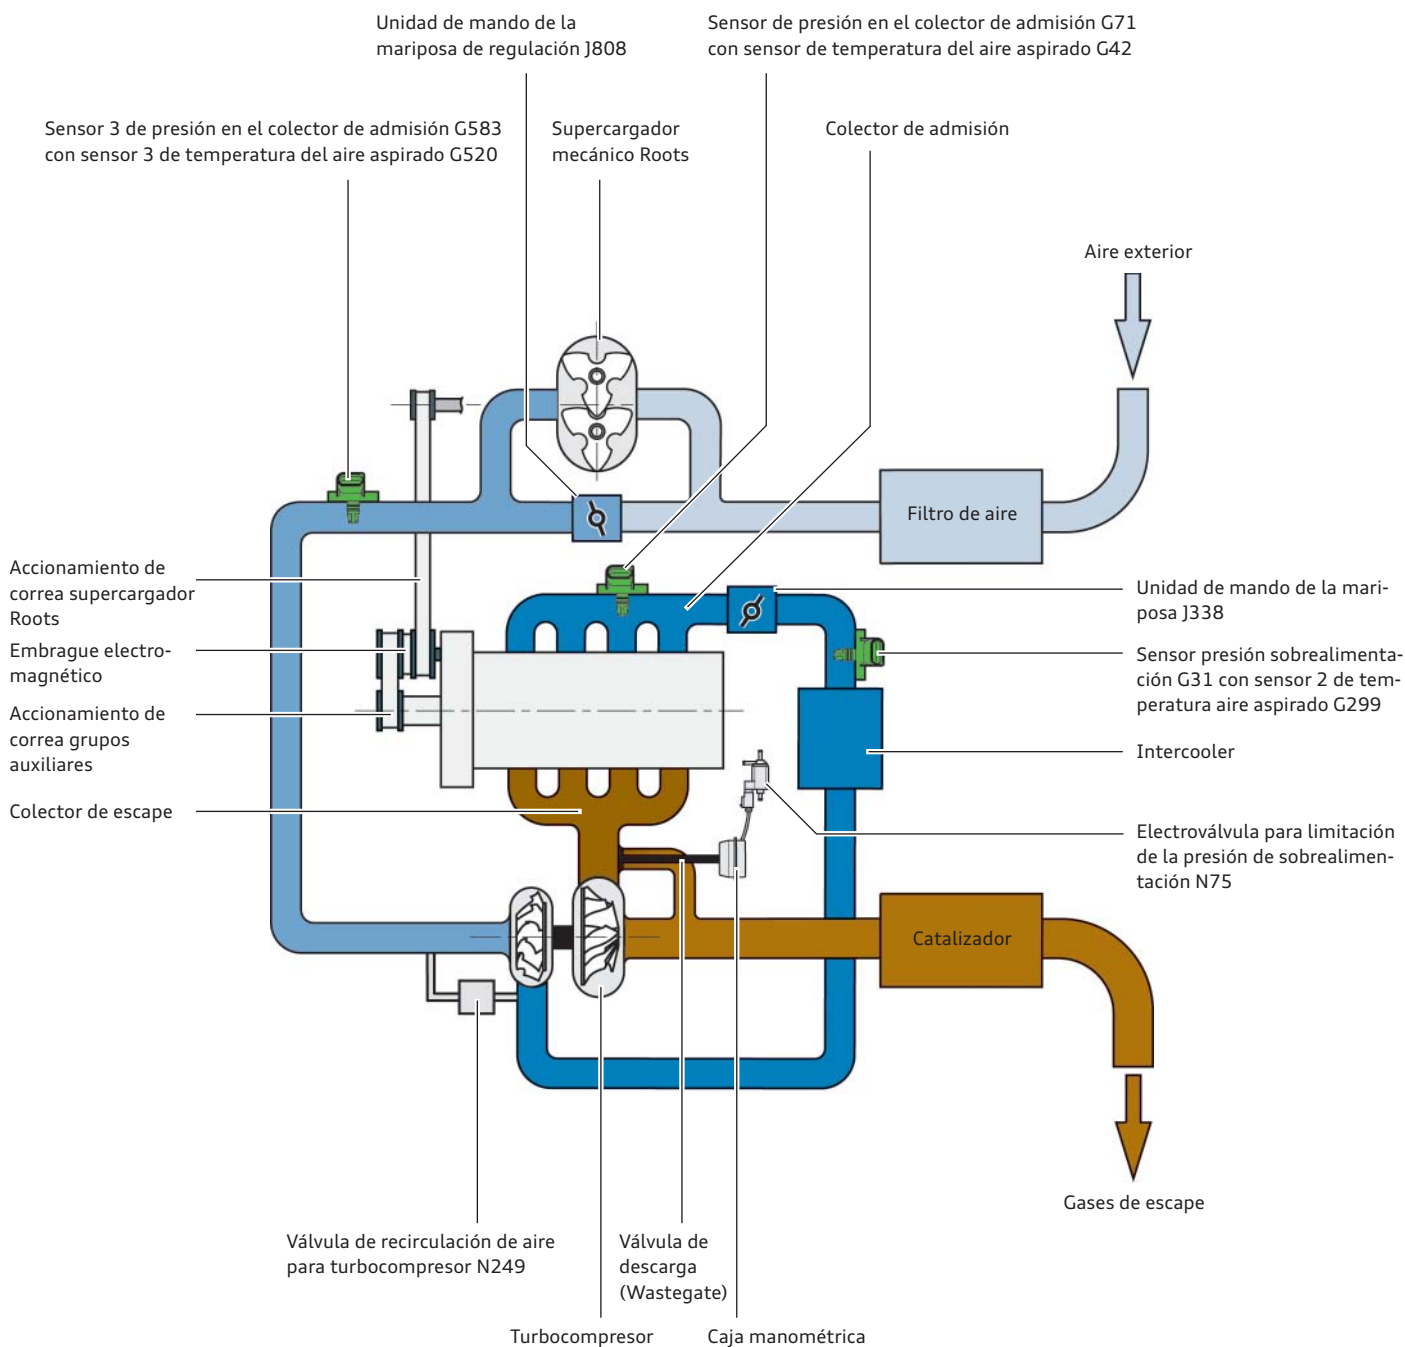 Unidad de mando de la
mariposa de regulación J808
Sensor de presión en el colector de admisión G71
con sensor de temperatura del aire aspirado G42
Sensor 3 de presión en el colector de admisión G583
con sensor 3 de temperatura del aire aspirado G520
Supercargador
mecánico Roots
Colector de admisión
Aire exterior
Filtro de aire
Accionamiento de
correa supercargador
Roots
Embrague electro-
magnético
Accionamiento de
correa grupos
auxiliares
Colector de escape
Unidad de mando de la mari-
posa J338
Sensor presión sobrealimenta-
ción G31 con sensor 2 de tem-
peratura aire aspirado G299
Intercooler
Electroválvula para limitación
de la presión de sobrealimen-
tación N75
Catalizador
Gases de escape
Válvula de recirculación de aire
para turbocompresor N249
Válvula de
descarga
(Wastegate)
Turbocompresor
Caja manométrica